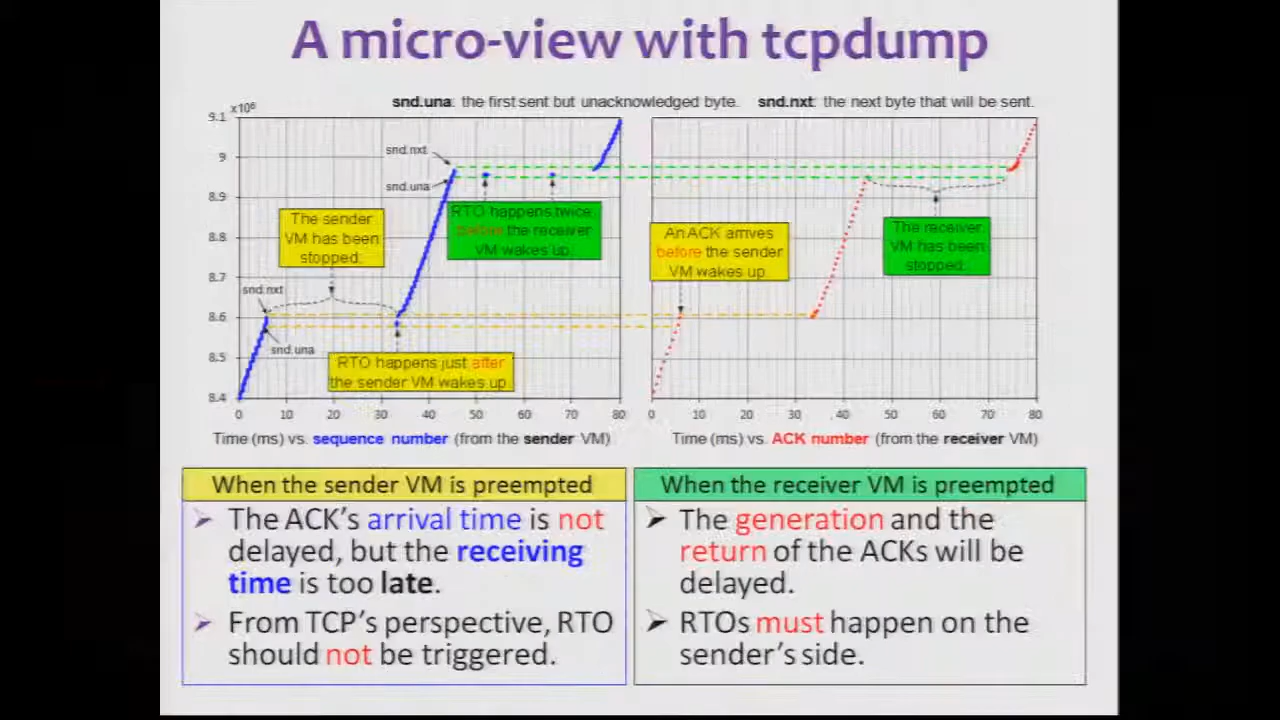 A micro-view with tcpdump
snd.una: the first sent but unacknowledged byte. snd.nxt: the next byte that will be sent.
x10⁶
9.1
9
8.9
8.8
8.7
8.6
8.5
8.4
0 10 20 30 40 50 60 70 80
snd.nxt
snd.una
The sender
VM has been
stopped.
RTO happens twice
before the receiver
VM wakes up.
snd.nxt
snd.una
RTO happens just after
the sender VM wakes up.
Time (ms) vs. sequence number (from the sender VM)
An ACK arrives
before the sender
VM wakes up.
The receiver
VM has been
stopped.
0 10 20 30 40 50 60 70 80
Time (ms) vs. ACK number (from the receiver VM)
When the sender VM is preempted
The ACK's arrival time is not
delayed, but the receiving
time is too late.
From TCP's perspective, RTO
should not be triggered.
When the receiver VM is preempted
The generation and the
return of the ACKs will be
delayed.
RTOs must happen on the
sender's side.